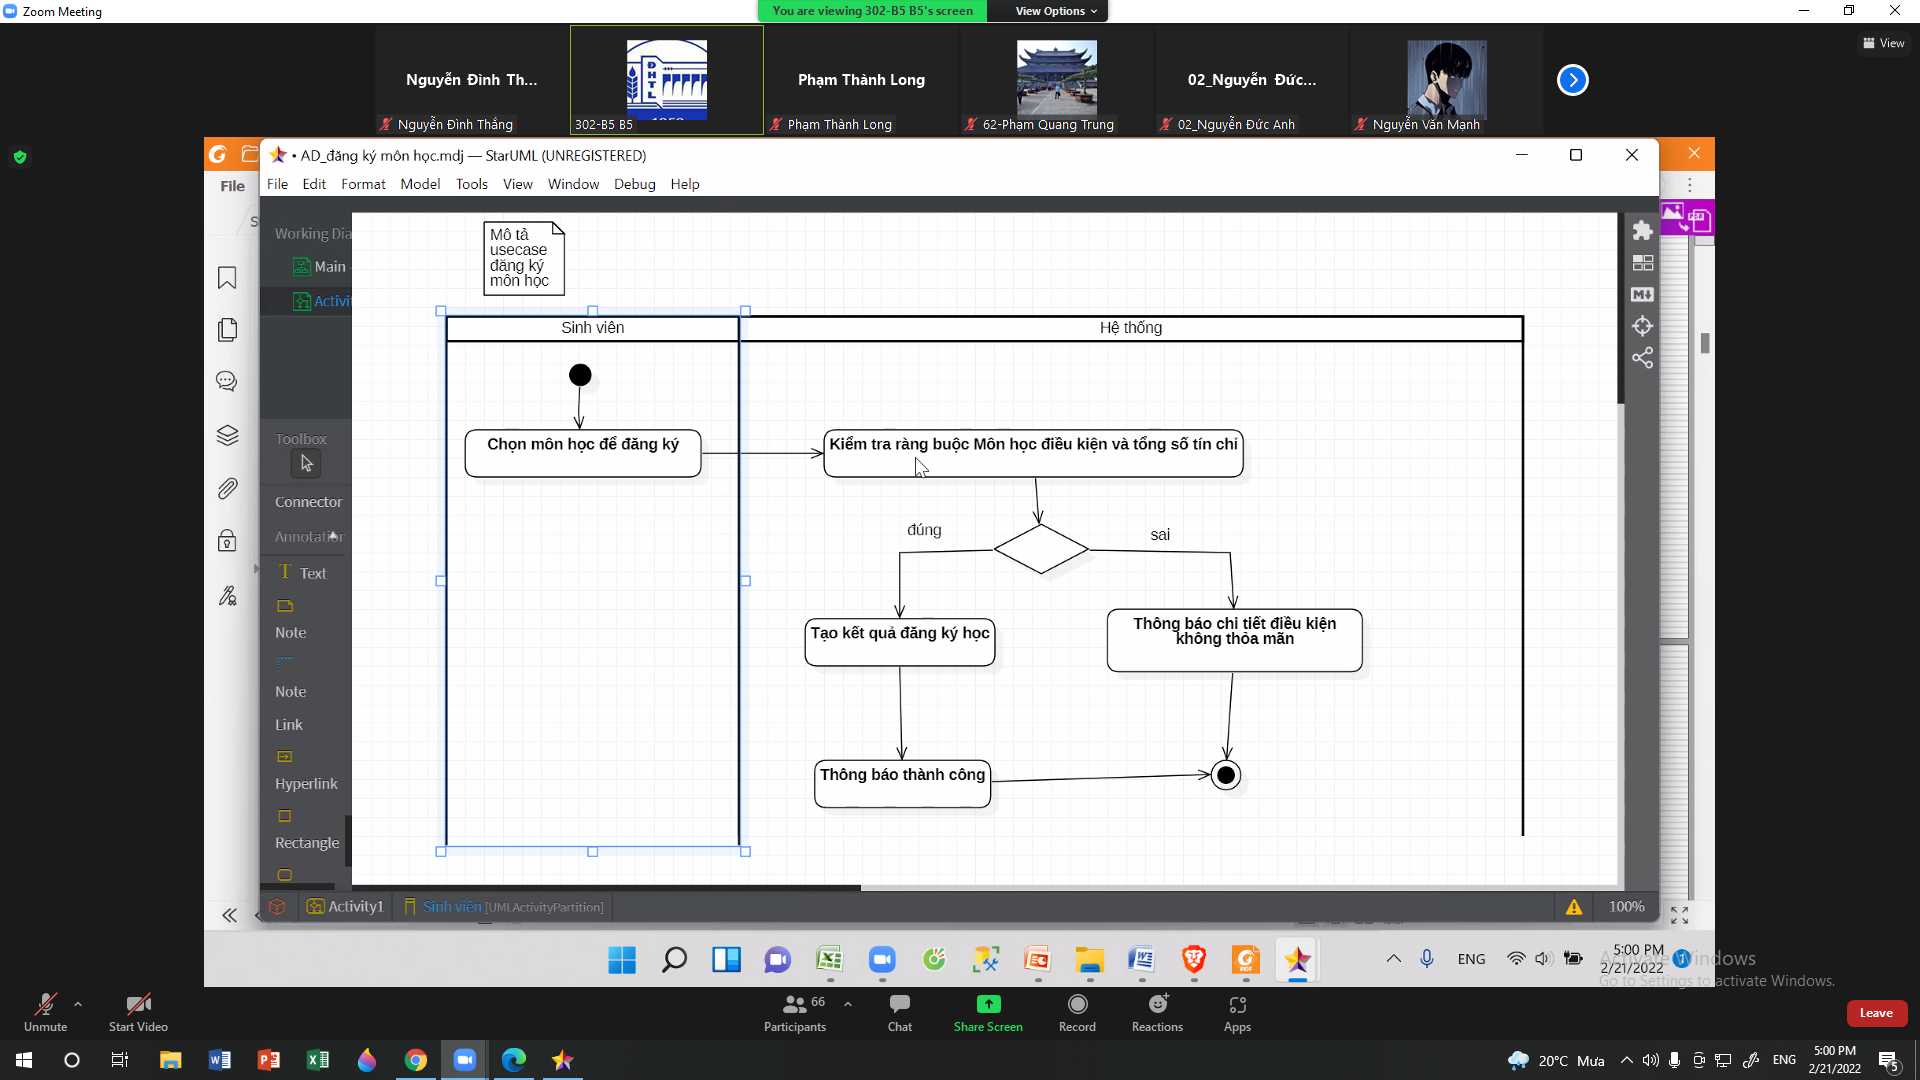 Zoom Meeting
You are viewing 302-B5 B5's screen
View Options
View
Nguyễn Đình Th...
Phạm Thành Long
02_Nguyễn Đức...
Nguyễn Đình Thắng
302-B5 B5
Phạm Thành Long
62-Phạm Quang Trung
02_Nguyễn Đức Anh
Nguyễn Văn Mạnh
• AD_đăng ký môn học.mdj — StarUML (UNREGISTERED)
File
File Edit Format Model Tools View Window Debug Help
Working Dia
Main
Activit
Mô tả
usecase
đăng ký
môn học
Sinh viên
Hệ thống
Chọn môn học để đăng ký
Kiểm tra ràng buộc Môn học điều kiện và tổng số tín chỉ
đúng
sai
Tạo kết quả đăng ký học
Thông báo chi tiết điều kiện
không thỏa mãn
Thông báo thành công
Toolbox
Connector
Annotation
Text
Note
Note
Link
Hyperlink
Rectangle
Activity1
Sinh viên [UMLActivityPartition]
100%
ENG
5:00 PM
2/21/2022
1
Activate Windows
Go to Settings to activate Windows.
Unmute
Start Video
Participants
66
Chat
Share Screen
Record
Reactions
Apps
Leave
20°C Mưa
ENG
5:00 PM
2/21/2022
5